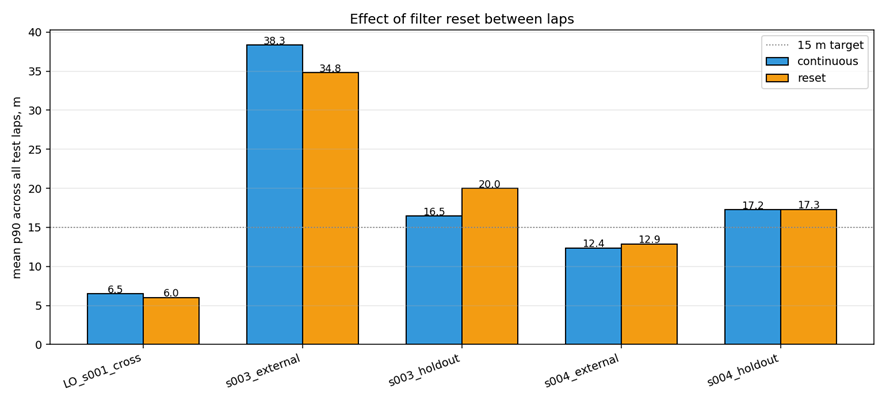 Effect of filter reset between laps
mean p90 across all test laps, m
40
35
30
25
20
15
10
5
0
15 m target
continuous
reset
6.5
6.0
38.3
34.8
16.5
20.0
12.4
12.9
17.2
17.3
LO_s001_cross
s003_external
s003_holdout
s004_external
s004_holdout